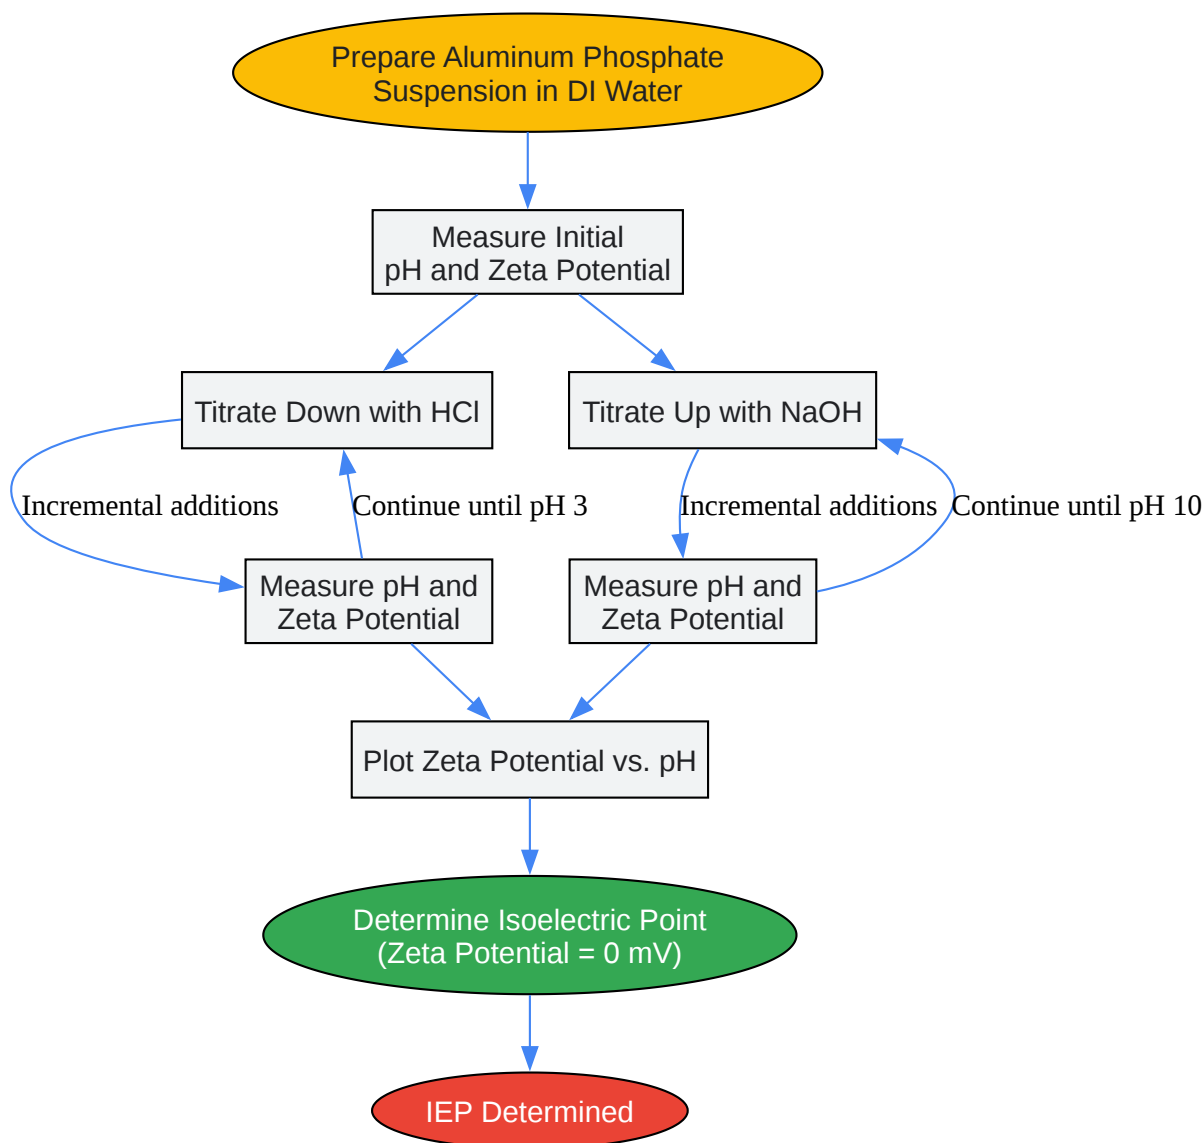 Prepare Aluminum Phosphate
Suspension in DI Water
Measure Initial
pH and Zeta Potential
Titrate Down with HCl
Titrate Up with NaOH
Incremental additions
Continue until pH 3
Incremental additions
Continue until pH 10
Measure pH and
Zeta Potential
Measure pH and
Zeta Potential
Plot Zeta Potential vs. pH
Determine Isoelectric Point
(Zeta Potential = 0 mV)
IEP Determined